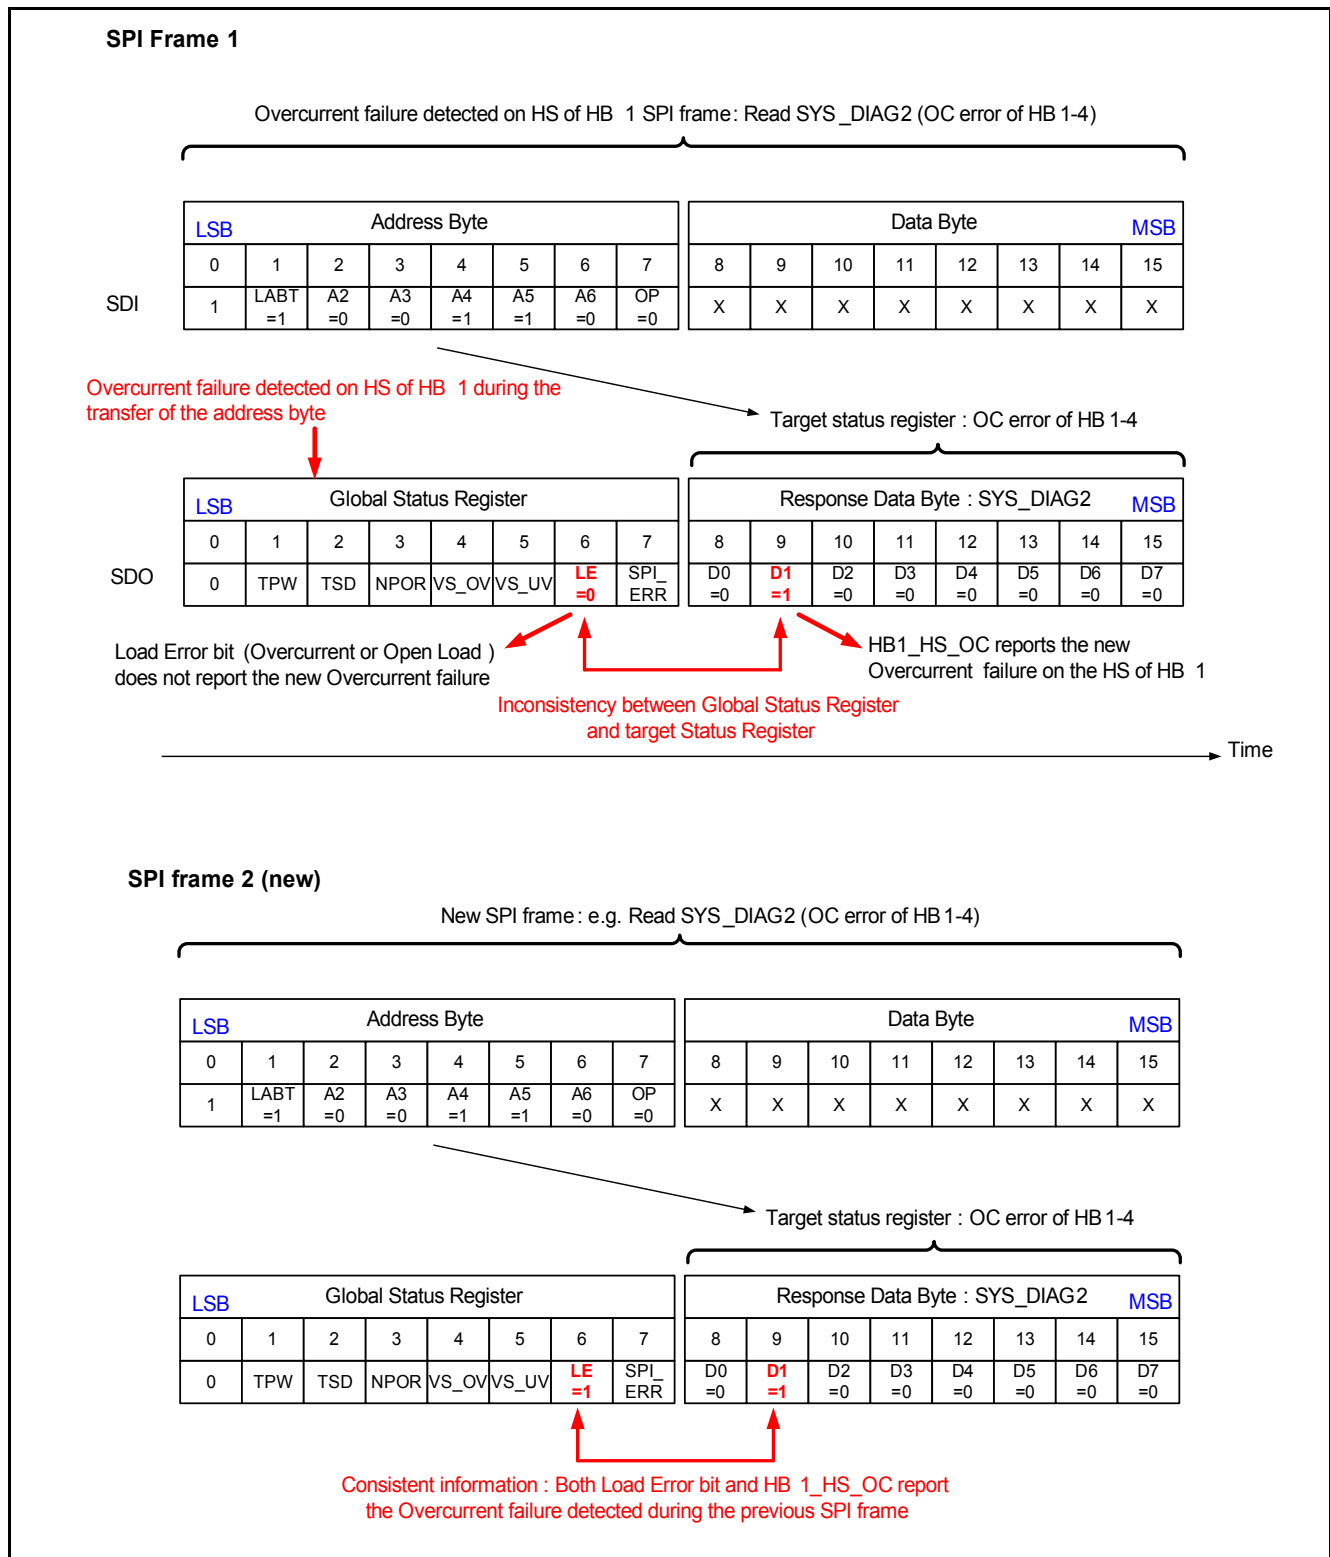 SPI Frame 1
Overcurrent failure detected on HS of HB 1 SPI frame: Read SYS_DIAG2 (OC error of HB 1-4)
LSB Address Byte Data Byte MSB
0 1 2 3 4 5 6 7 8 9 10 11 12 13 14 15
SDI 1 LABT =1 A2 =0 A3 =0 A4 =1 A5 =1 A6 =0 OP =0 X X X X X X X X
Overcurrent failure detected on HS of HB 1 during the
transfer of the address byte
Target status register : OC error of HB 1-4
LSB Global Status Register Response Data Byte : SYS_DIAG2 MSB
0 1 2 3 4 5 6 7 8 9 10 11 12 13 14 15
SDO 0 TPW TSD NPOR VS_OV VS_UV LE =0 SPI_ ERR D0 =0 D1 =1 D2 =0 D3 =0 D4 =0 D5 =0 D6 =0 D7 =0
Load Error bit (Overcurrent or Open Load )
does not report the new Overcurrent failure
HB1_HS_OC reports the new
Overcurrent failure on the HS of HB 1
Inconsistency between Global Status Register
and target Status Register
Time
SPI frame 2 (new)
New SPI frame : e.g. Read SYS_DIAG2 (OC error of HB 1-4)
LSB Address Byte Data Byte MSB
0 1 2 3 4 5 6 7 8 9 10 11 12 13 14 15
1 LABT =1 A2 =0 A3 =0 A4 =1 A5 =1 A6 =0 OP =0 X X X X X X X X
Target status register : OC error of HB 1-4
LSB Global Status Register Response Data Byte : SYS_DIAG2 MSB
0 1 2 3 4 5 6 7 8 9 10 11 12 13 14 15
0 TPW TSD NPOR VS_OV VS_UV LE =1 SPI_ ERR D0 =0 D1 =1 D2 =0 D3 =0 D4 =0 D5 =0 D6 =0 D7 =0
Consistent information : Both Load Error bit and HB 1_HS_OC report
the Overcurrent failure detected during the previous SPI frame